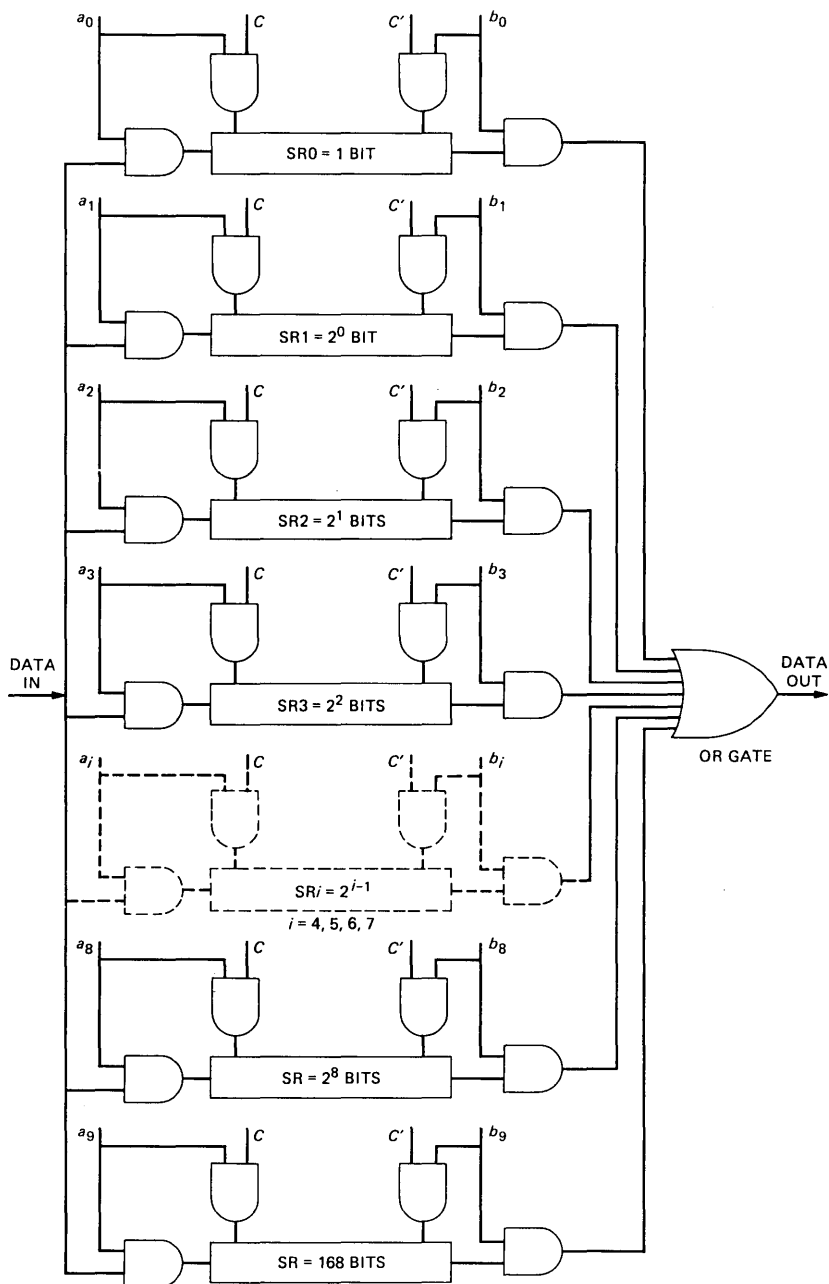 a0 C C' b0
SR0 = 1 BIT
a1 C C' b1
SR1 = 2^0 BIT
a2 C C' b2
SR2 = 2^1 BITS
a3 C C' b3
DATA IN
SR3 = 2^2 BITS
DATA OUT
OR GATE
ai C C' bi
SRi = 2^i-1
i = 4, 5, 6, 7
a8 C C' b8
SR = 2^8 BITS
a9 C C' b9
SR = 168 BITS